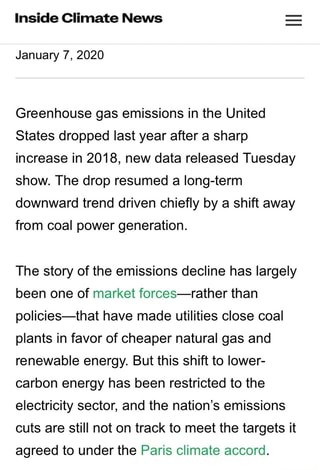 Inside Climate News
January 7, 2020
Greenhouse gas emissions in the United
States dropped last year after a sharp
increase in 2018, new data released Tuesday
show. The drop resumed a long-term
downward trend driven chiefly by a shift away
from coal power generation.
The story of the emissions decline has largely
been one of market forces—rather than
policies—that have made utilities close coal
plants in favor of cheaper natural gas and
renewable energy. But this shift to lower-
carbon energy has been restricted to the
electricity sector, and the nation’s emissions
cuts are still not on track to meet the targets it
agreed to under the Paris climate accord.